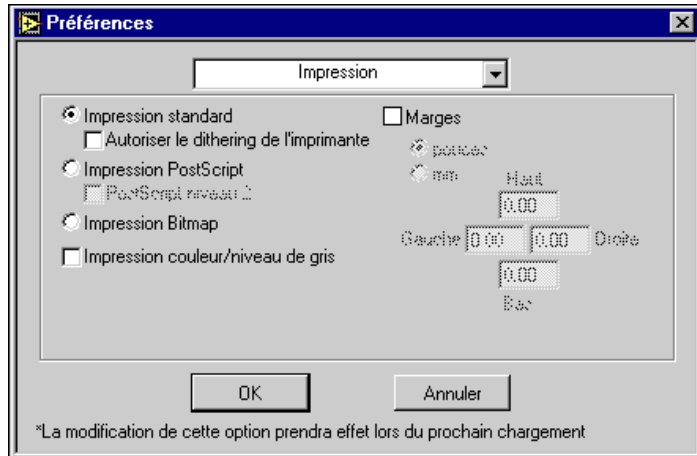 Préférences
Impression
Impression standard
Autoriser le dithering de l'imprimante
Impression PostScript
PostScript niveau 2
Impression Bitmap
Impression couleur/niveau de gris
Marges
pouces
mm
Haut
0.00
Gauche 0.00 0.00 Droite
0.00
Bas
OK
Annuler
*La modification de cette option prendra effet lors du prochain chargement